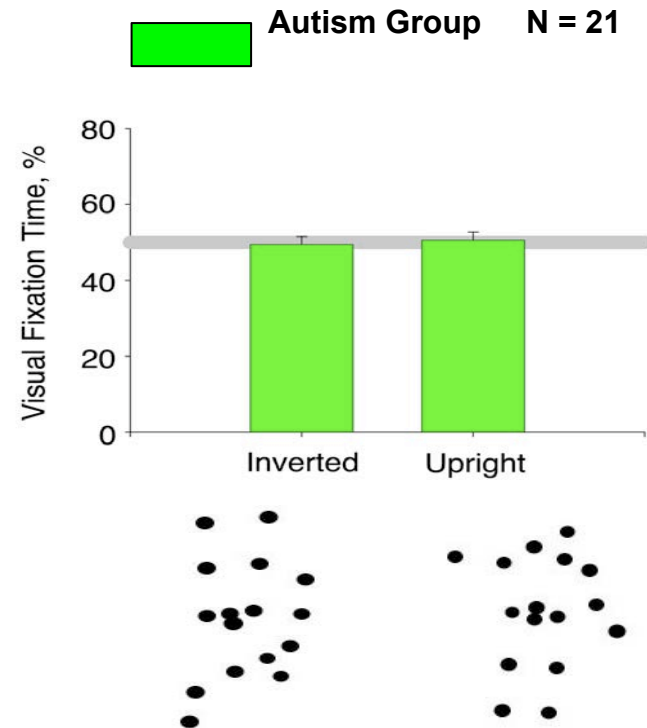 Autism Group N = 21
Visual Fixation Time, %
80
60
40
20
0
Inverted Upright